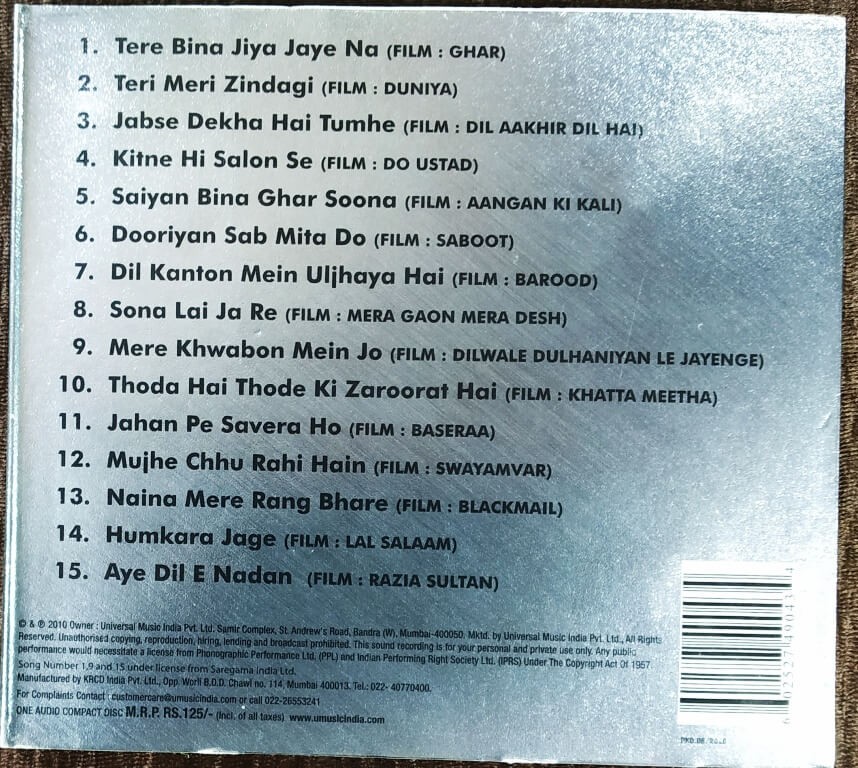 1. Tere Bina Jiya Jaye Na (FILM : GHAR)
2. Teri Meri Zindagi (FILM : DUNIYA)
3. Jabse Dekha Hai Tumhe (FILM : DIL AAKHIR DIL HAI)
4. Kitne Hi Salon Se (FILM : DO USTAD)
5. Saiyan Bina Ghar Soona (FILM : AANGAN KI KALI)
6. Dooriyan Sab Mita Do (FILM : SABOOT)
7. Dil Kanton Mein Uljhaya Hai (FILM : BAROOD)
8. Sona Lai Ja Re (FILM : MERA GAON MERA DESH)
9. Mere Khwabon Mein Jo (FILM : DILWALE DULHANIYAN LE JAYENGE)
10. Thoda Hai Thode Ki Zaroorat Hai (FILM : KHATTA MEETHA)
11. Jahan Pe Savera Ho (FILM : BASERAA)
12. Mujhe Chhu Rahi Hain (FILM : SWAYAMVAR)
13. Naina Mere Rang Bhare (FILM : BLACKMAIL)
14. Humkara Jage (FILM : LAL SALAAM)
15. Aye Dil E Nadan (FILM : RAZIA SULTAN)
© & ℗ 2010 Owner : Universal Music India Pvt. Ltd. Samir Complex, St. Andrew's Road, Bandra (W), Mumbai-400050. Mktd. by Universal Music India Pvt. Ltd., All Rights
Reserved. Unauthorised copying, reproduction, hiring, lending and broadcast prohibited. This sound recording is for your personal and private use only. Any public
performance would necessitate a license from Phonographic Performance Ltd. (PPL) and Indian Performing Right Society Ltd. (IPRS) Under The Copyright Act Of 1957.
Song Number 1,9 and 15 under license from Saregama India Ltd.
Manufactured by KRCD India Pvt. Ltd., Opp. Worli B.D.D. Chawl no. 114, Mumbai 400013. Tel.: 022- 40770400.
For Complaints Contact : customercare@umusicindia.com or call 022-26553241
ONE AUDIO COMPACT DISC M.R.P. RS.125/- (Incl. of all taxes) www.umusicindia.com